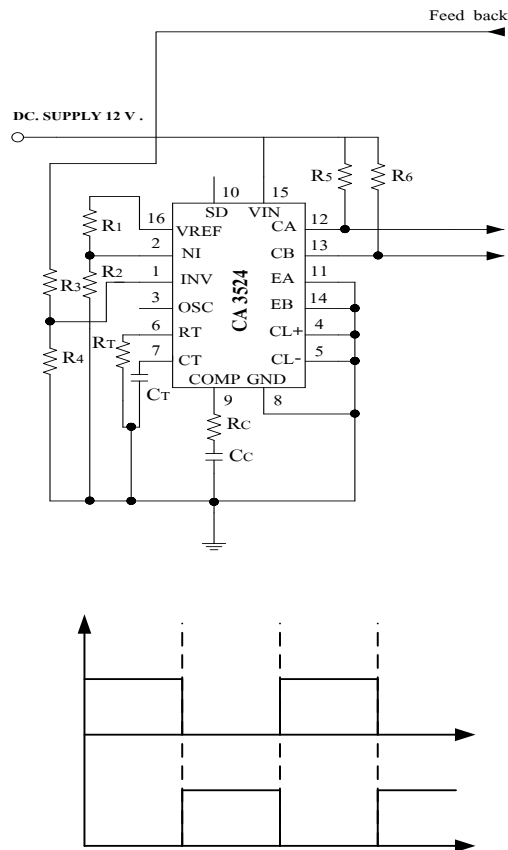 Feed back
DC. SUPPLY 12 V .
R5
R6
10
15
SD
VIN
R1
16
VREF
CA
12
2
NI
CB
13
R3
R2
1
INV
EA
11
3
OSC
EB
14
CA 3524
RT
6
RT
CL+
4
R4
7
CT
CL-
5
CT
COMP
GND
9
8
RC
CC